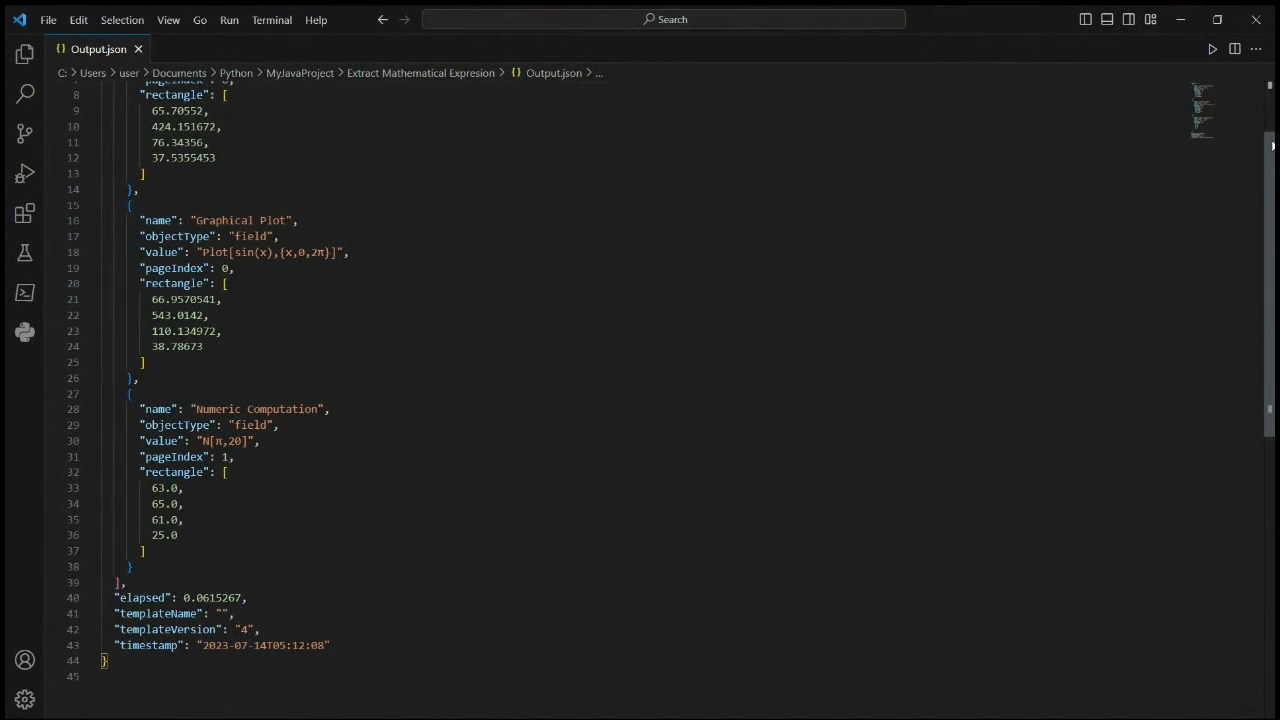 File Edit Selection View Go Run Terminal Help Search
{} Output.json
C: > Users > user > Documents > Python > MyJavaProject > Extract Mathematical Expresion > {} Output.json > ...
8 "rectangle": [
9 65.70552,
10 424.151672,
11 76.34356,
12 37.5355453
13 ]
14 },
15 {
16 "name": "Graphical Plot",
17 "objectType": "field",
18 "value": "Plot[sin(x),{x,0,2π}]",
19 "pageIndex": 0,
20 "rectangle": [
21 66.9570541,
22 543.0142,
23 110.134972,
24 38.78673
25 ]
26 },
27 {
28 "name": "Numeric Computation",
29 "objectType": "field",
30 "value": "N[π,20]",
31 "pageIndex": 1,
32 "rectangle": [
33 63.0,
34 65.0,
35 61.0,
36 25.0
37 ]
38 }
39 ],
40 "elapsed": 0.0615267,
41 "templateName": "",
42 "templateVersion": "4",
43 "timestamp": "2023-07-14T05:12:08"
44 }
45